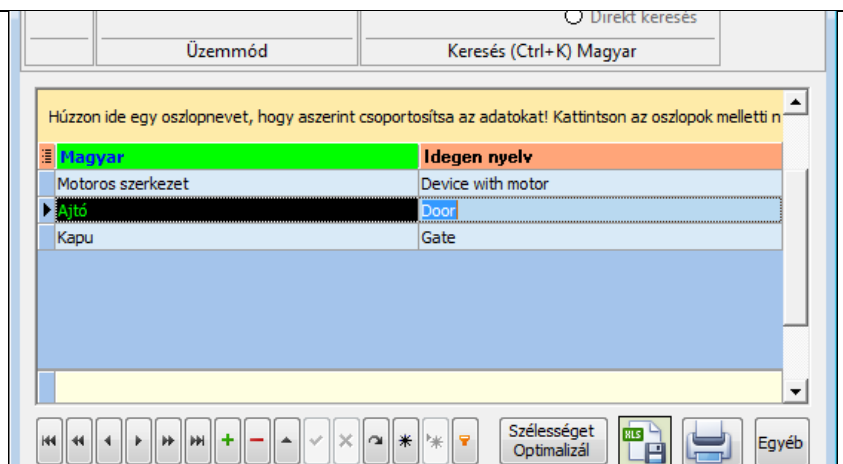 Direkt keresés
Üzemmód
Keresés (Ctrl+K) Magyar
Húzzon ide egy oszlopnevet, hogy aszerint csoportosítsa az adatokat! Kattintson az oszlopok melletti n
Magyar Idegen nyelv
Motoros szerkezet Device with motor
Ajtó Door
Kapu Gate
Szélességet
Optimalizál
XLS
Egyéb